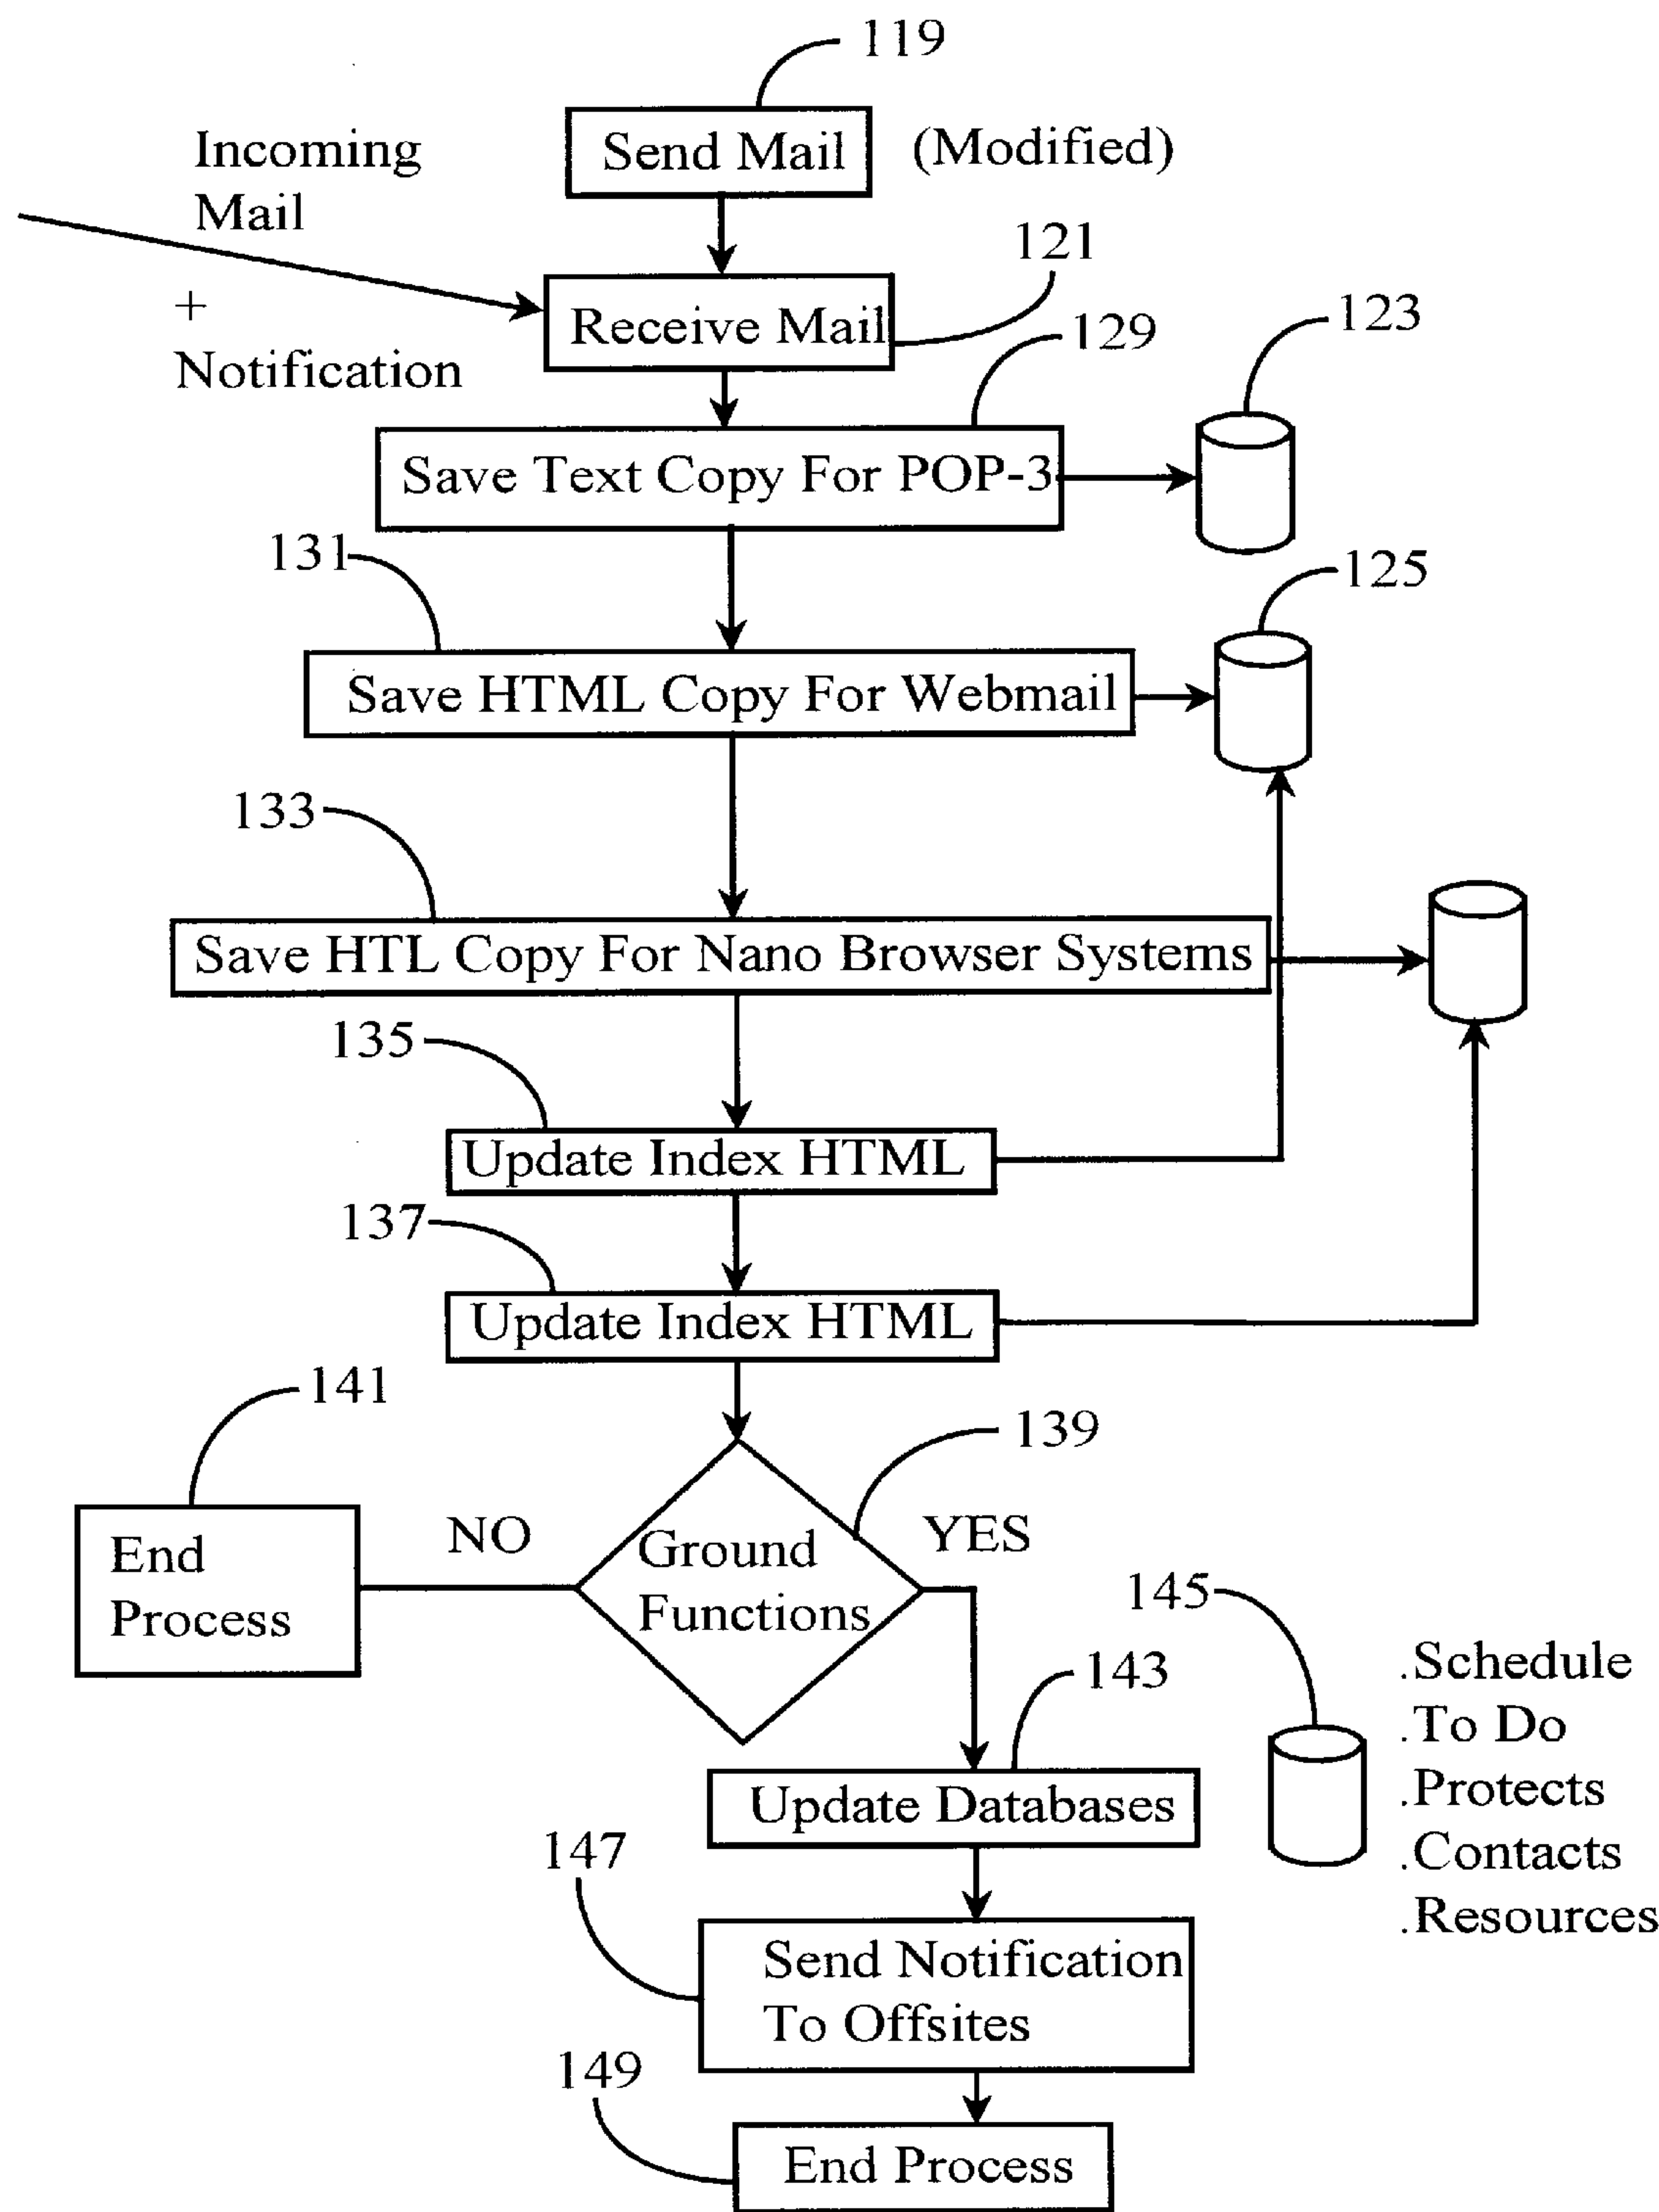 119
Send Mail
(Modified)
Incoming
Mail
+
Notification
121
Receive Mail
129
123
Save Text Copy For POP-3
131
125
Save HTML Copy For Webmail
133
Save HTL Copy For Nano Browser Systems
135
Update Index HTML
137
Update Index HTML
141
139
End
Process
NO
Ground
Functions
YES
145
.Schedule
.To Do
.Protects
.Contacts
.Resources
143
Update Databases
147
Send Notification
To Offsites
149
End Process